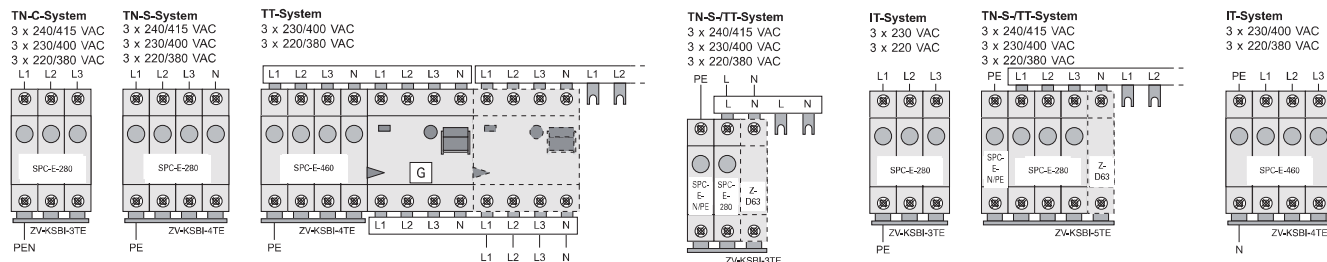 TN-C-System
3 x 240/415 VAC
3 x 230/400 VAC
3 x 220/380 VAC
L1 L2 L3
SPC-E-280
ZV-KSBI-3TE
PEN
TN-S-System
3 x 240/415 VAC
3 x 230/400 VAC
3 x 220/380 VAC
L1 L2 L3 N
SPC-E-280
ZV-KSBI-4TE
PE
TT-System
3 x 230/400 VAC
3 x 220/380 VAC
L1 L2 L3 N L1 L2 L3 N L1 L2 L3 N L1 L2
SPC-E-460
G
ZV-KSBI-4TE
L1 L2 L3 N L1 L2 L3 N
PE
L1 L2 L3 N
TN-S-/TT-System
3 x 240/415 VAC
3 x 230/400 VAC
3 x 220/380 VAC
PE L N
L N L N
SPC-E-N/PE
SPC-E-280
Z-D63
ZV-KSBI-3TE
IT-System
3 x 230 VAC
3 x 220 VAC
L1 L2 L3
SPC-E-280
ZV-KSBI-3TE
PE
TN-S-/TT-System
3 x 240/415 VAC
3 x 230/400 VAC
3 x 220/380 VAC
PE L1 L2 L3 N L1 L2
SPC-E-N/PE
SPC-E-280
Z-D63
ZV-KSBI-5TE
IT-System
3 x 230/400 VAC
3 x 220/380 VAC
PE L1 L2 L3
SPC-E-460
ZV-KSBI-4TE
N